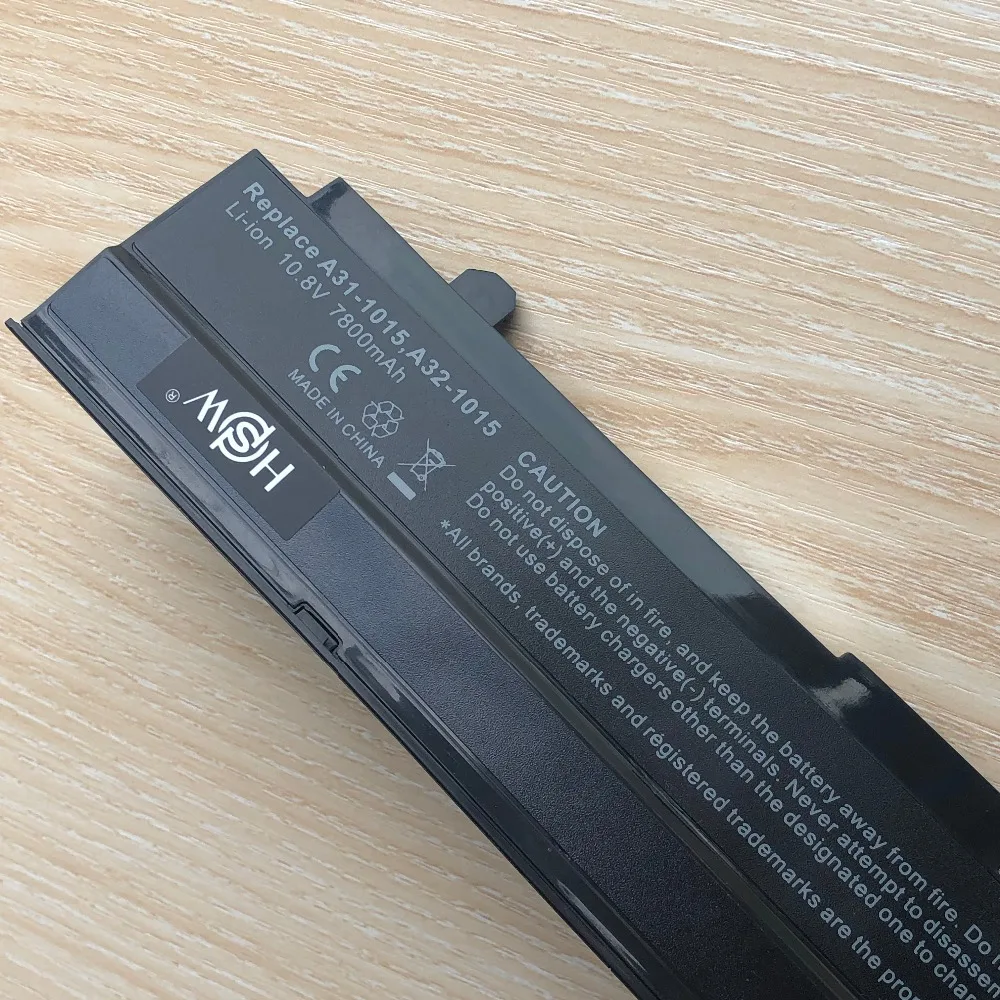 Replace A31-1015,A32-1015
Li-ion 10.8V 7800mAh
CE
MADE IN CHINA
HSW®
CAUTION
Do not dispose of in fire, and keep the battery away from fire. Do
positive(+) and the negative(-) terminals. Never attempt to disassem
Do not use battery chargers other than the designated one to char
*All brands, trademarks and régistered trademarks are the pro